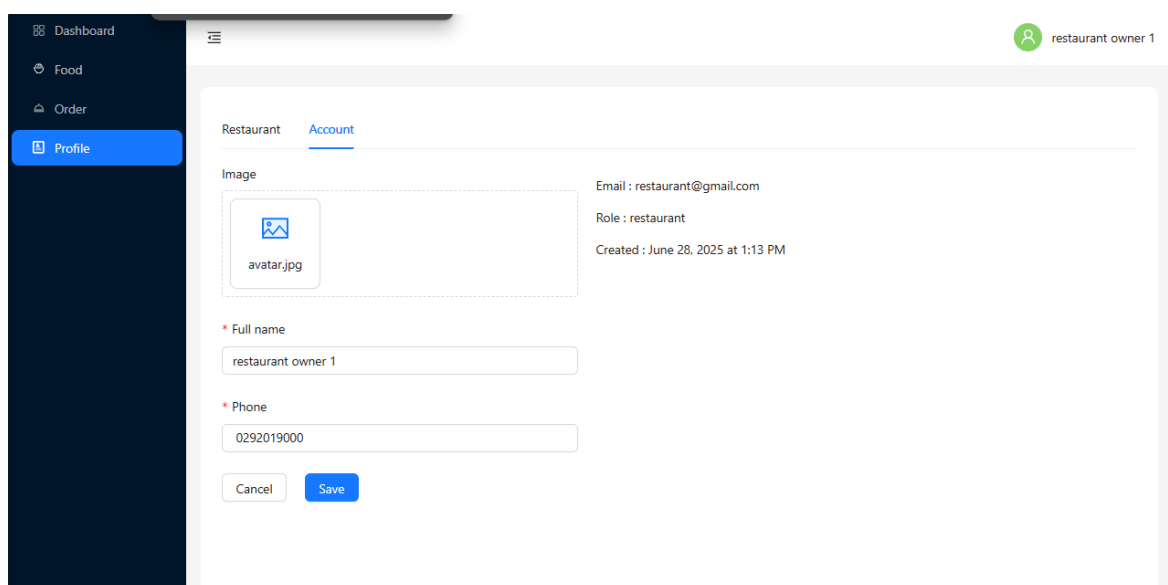 Dashboard
restaurant owner 1
Food
Order
Profile
Restaurant
Account
Image
avatar.jpg
Email : restaurant@gmail.com
Role : restaurant
Created : June 28, 2025 at 1:13 PM
* Full name
restaurant owner 1
* Phone
0292019000
Cancel
Save